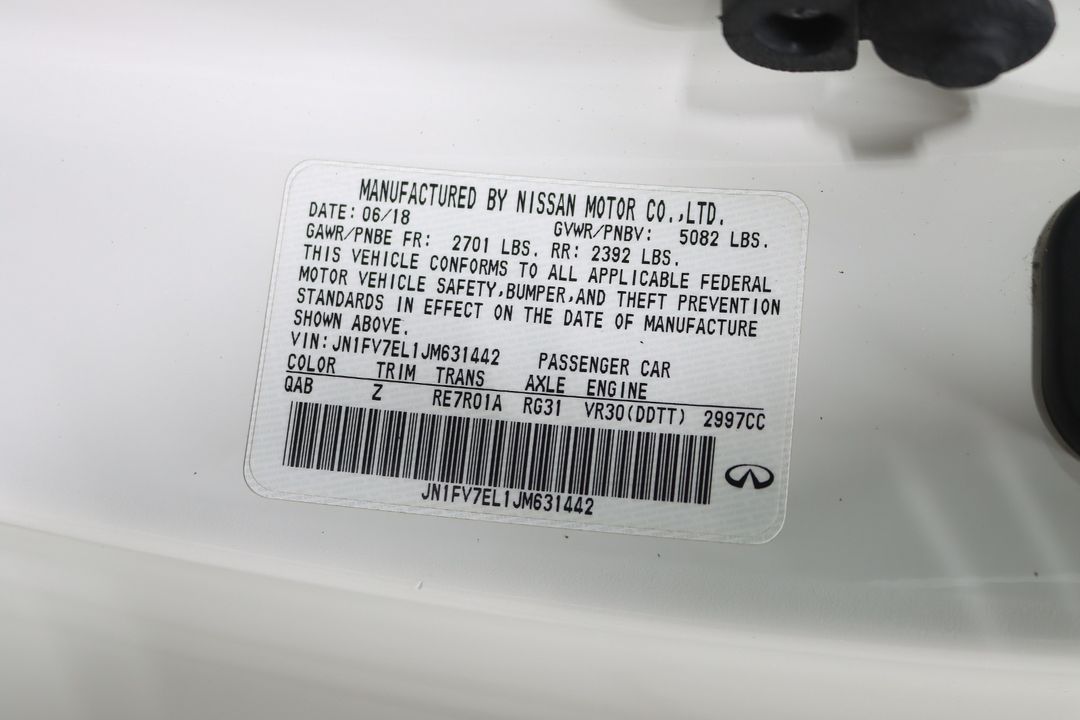 MANUFACTURED BY NISSAN MOTOR CO.,LTD.
DATE: 06/18 GVWR/PNBV: 5082 LBS.
GAWR/PNBE FR: 2701 LBS. RR: 2392 LBS.
THIS VEHICLE CONFORMS TO ALL APPLICABLE FEDERAL
MOTOR VEHICLE SAFETY,BUMPER,AND THEFT PREVENTION
STANDARDS IN EFFECT ON THE DATE OF MANUFACTURE
SHOWN ABOVE.
VIN: JN1FV7EL1JM631442 PASSENGER CAR
COLOR TRIM TRANS AXLE ENGINE
QAB Z RE7R01A RG31 VR30(DDTT) 2997CC
JN1FV7EL1JM631442